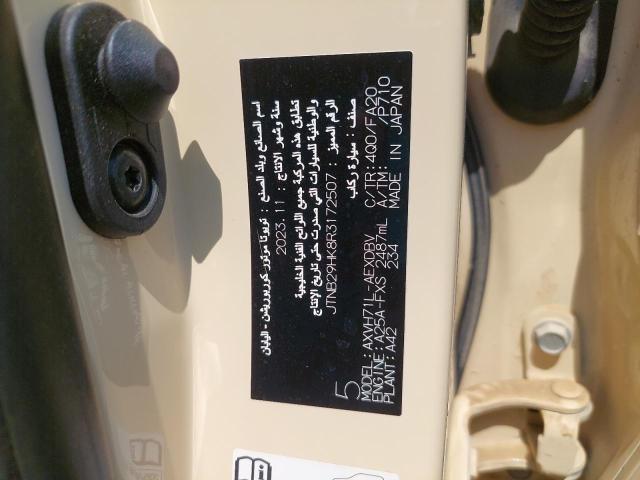 اسم الصانع وبلد الصنع : تويوتا موتور كوربوريشن - اليابان
سنة وشهر الإنتاج : 2023.11
تطابق هذه المركبة جميع اللوائح الفنية الخليجية
والوطنية للسيارات التي صدرت حتى تاريخ الإنتاج
الرقم المميز : JTNB29HK8R3172507
صنف : سيارة ركاب
5
MODEL: AXVH71L-AEXDBV C/TR: 4Q0/FA20
ENGINE: A25A-FXS 2487mL A/TM: /P710
PLANT: A42 234 MADE IN JAPAN